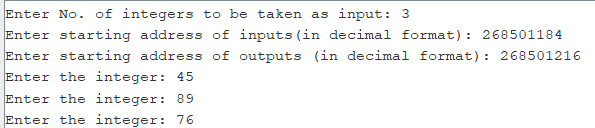 Enter No. of integers to be taken as input: 3
Enter starting address of inputs(in decimal format): 268501184
Enter starting address of outputs (in decimal format): 268501216
Enter the integer: 45
Enter the integer: 89
Enter the integer: 76